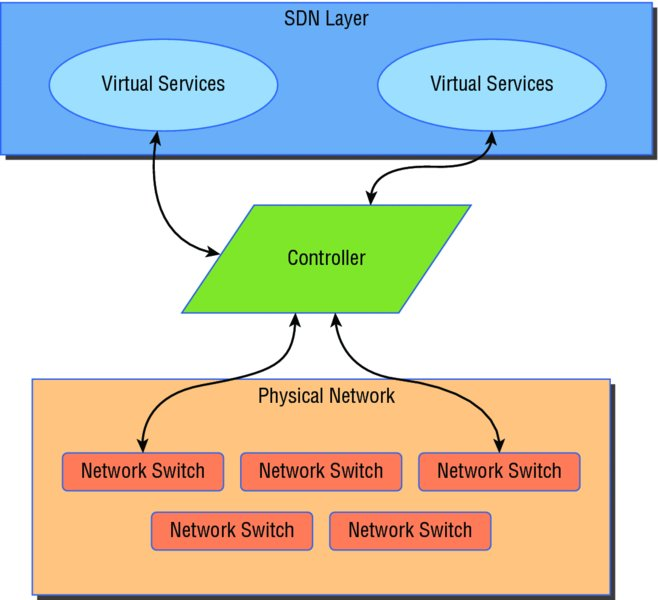 SDN Layer
Virtual Services
Virtual Services
Controller
Physical Network
Network Switch
Network Switch
Network Switch
Network Switch
Network Switch